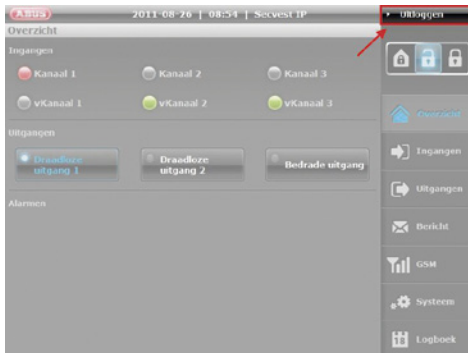 ABUS 2011-08-26 | 08:54 | Secvest IP Uitloggen
Overzicht
Ingangen
Kanaal 1 Kanaal 2 Kanaal 3
vKanaal 1 vKanaal 2 vKanaal 3
Uitgangen
Draadloze uitgang 1
Draadloze uitgang 2
Bedrade uitgang
Alarmen
Overzicht
Ingangen
Uitgangen
Bericht
GSM
Systeem
Logboek